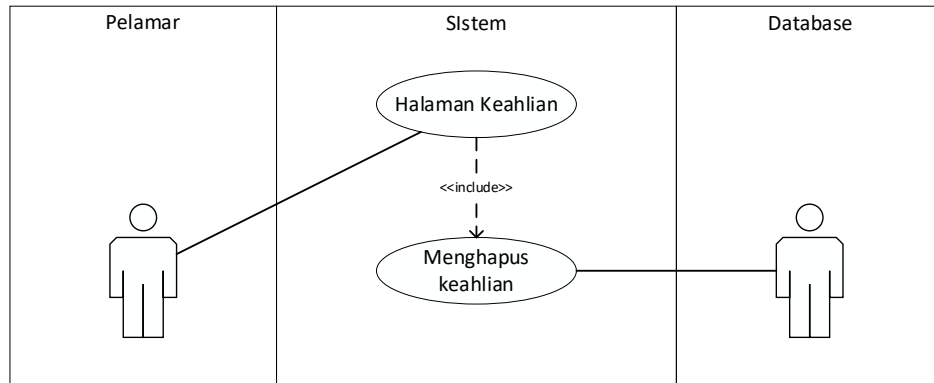 Pelamar
SIstem
Database
Halaman Keahlian
<<include>>
Menghapus
keahlian